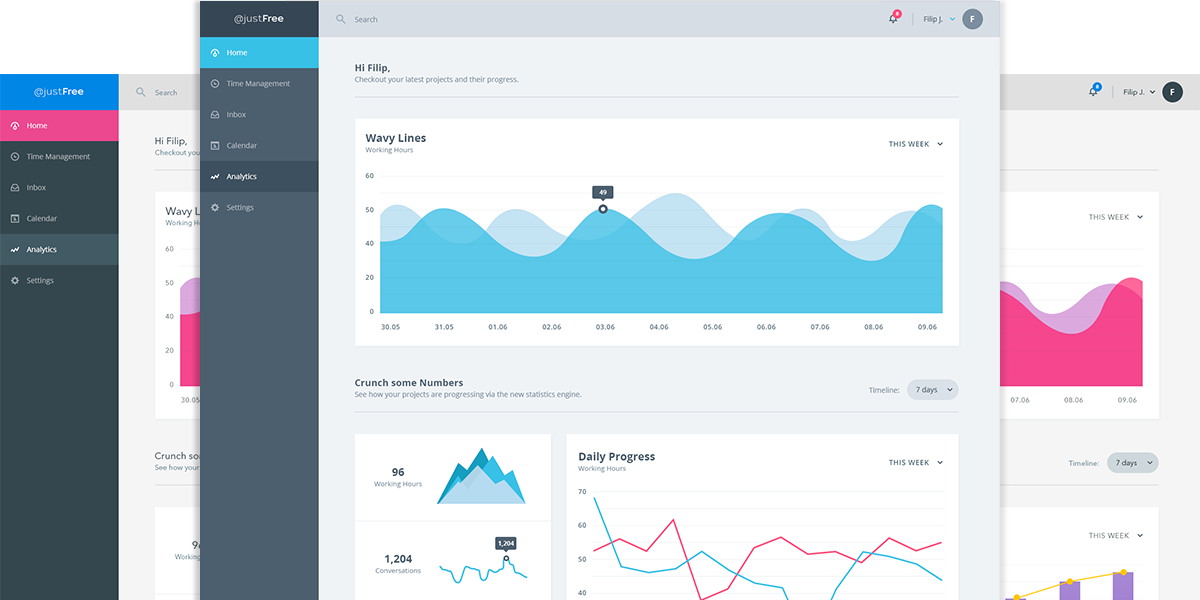 @justFree
Search
8
Filip J.
F
Home
Time Management
Inbox
Calendar
Analytics
Settings
Hi Filip,
Checkout your latest projects and their progress.
Wavy Lines
Working Hours
THIS WEEK
60
50
40
20
0
49
30.05 31.05 01.06 02.06 03.06 04.06 05.06 06.06 07.06 08.06 09.06
Crunch some Numbers
See how your projects are progressing via the new statistics engine.
Timeline: 7 days
96
Working Hours
1,204
Conversations
1,204
Daily Progress
Working Hours
THIS WEEK
70
60
50
40
@justFree
Search
Home
Time Management
Inbox
Calendar
Analytics
Settings
Hi Filip,
Checkout you
Wavy L
Working H
60
50
40
20
0
30.05
Crunch so
See how your
Working
8
Filip J.
F
THIS WEEK
07.06 08.06 09.06
Timeline: 7 days
THIS WEEK